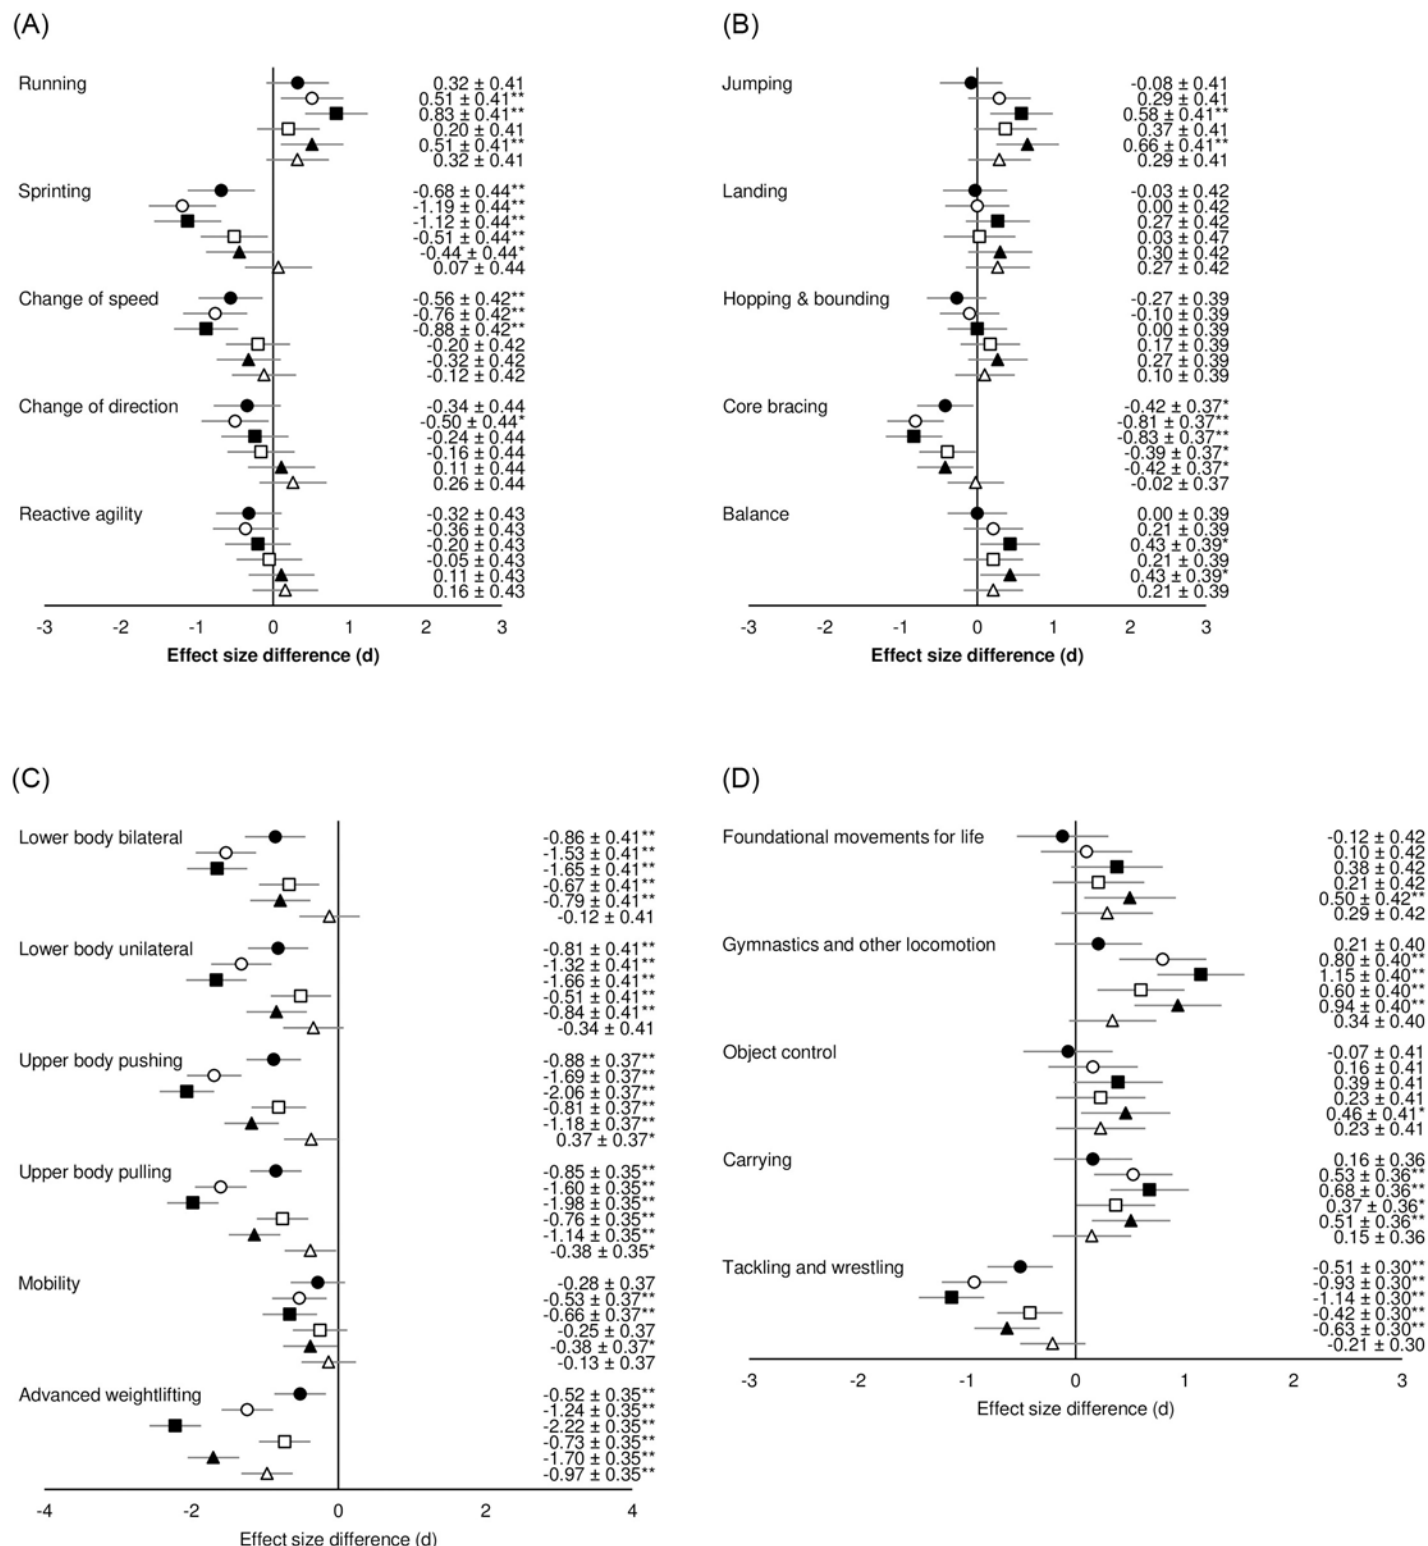 (A)
Running
0.32 ± 0.41
0.51 ± 0.41**
0.83 ± 0.41**
0.20 ± 0.41
0.51 ± 0.41**
0.32 ± 0.41
Sprinting
-0.68 ± 0.44**
-1.19 ± 0.44**
-1.12 ± 0.44**
-0.51 ± 0.44**
-0.44 ± 0.44*
0.07 ± 0.44
Change of speed
-0.56 ± 0.42**
-0.76 ± 0.42**
-0.88 ± 0.42**
-0.20 ± 0.42
-0.32 ± 0.42
-0.12 ± 0.42
Change of direction
-0.34 ± 0.44
-0.50 ± 0.44*
-0.24 ± 0.44
-0.16 ± 0.44
0.11 ± 0.44
0.26 ± 0.44
Reactive agility
-0.32 ± 0.43
-0.36 ± 0.43
-0.20 ± 0.43
-0.05 ± 0.43
0.11 ± 0.43
0.16 ± 0.43
-3 -2 -1 0 1 2 3
Effect size difference (d)
(B)
Jumping
-0.08 ± 0.41
0.29 ± 0.41
0.58 ± 0.41**
0.37 ± 0.41
0.66 ± 0.41**
0.29 ± 0.41
Landing
-0.03 ± 0.42
0.00 ± 0.42
0.27 ± 0.42
0.03 ± 0.47
0.30 ± 0.42
0.27 ± 0.42
Hopping & bounding
-0.27 ± 0.39
-0.10 ± 0.39
0.00 ± 0.39
0.17 ± 0.39
0.27 ± 0.39
0.10 ± 0.39
Core bracing
-0.42 ± 0.37*
-0.81 ± 0.37**
-0.83 ± 0.37**
-0.39 ± 0.37*
-0.42 ± 0.37*
-0.02 ± 0.37
Balance
0.00 ± 0.39
0.21 ± 0.39
0.43 ± 0.39*
0.21 ± 0.39
0.43 ± 0.39*
0.21 ± 0.39
-3 -2 -1 0 1 2 3
Effect size difference (d)
(C)
Lower body bilateral
-0.86 ± 0.41**
-1.53 ± 0.41**
-1.65 ± 0.41**
-0.67 ± 0.41**
-0.79 ± 0.41**
-0.12 ± 0.41
Lower body unilateral
-0.81 ± 0.41**
-1.32 ± 0.41**
-1.66 ± 0.41**
-0.51 ± 0.41**
-0.84 ± 0.41**
-0.34 ± 0.41
Upper body pushing
-0.88 ± 0.37**
-1.69 ± 0.37**
-2.06 ± 0.37**
-0.81 ± 0.37**
-1.18 ± 0.37**
0.37 ± 0.37*
Upper body pulling
-0.85 ± 0.35**
-1.60 ± 0.35**
-1.98 ± 0.35**
-0.76 ± 0.35**
-1.14 ± 0.35**
-0.38 ± 0.35*
Mobility
-0.28 ± 0.37
-0.53 ± 0.37**
-0.66 ± 0.37**
-0.25 ± 0.37
-0.38 ± 0.37*
-0.13 ± 0.37
Advanced weightlifting
-0.52 ± 0.35**
-1.24 ± 0.35**
-2.22 ± 0.35**
-0.73 ± 0.35**
-1.70 ± 0.35**
-0.97 ± 0.35**
-4 -2 0 2 4
Effect size difference (d)
(D)
Foundational movements for life
-0.12 ± 0.42
0.10 ± 0.42
0.38 ± 0.42
0.21 ± 0.42
0.50 ± 0.42**
0.29 ± 0.42
Gymnastics and other locomotion
0.21 ± 0.40
0.80 ± 0.40**
1.15 ± 0.40**
0.60 ± 0.40**
0.94 ± 0.40**
0.34 ± 0.40
Object control
-0.07 ± 0.41
0.16 ± 0.41
0.39 ± 0.41
0.23 ± 0.41
0.46 ± 0.41*
0.23 ± 0.41
Carrying
0.16 ± 0.36
0.53 ± 0.36**
0.68 ± 0.36**
0.37 ± 0.36*
0.51 ± 0.36**
0.15 ± 0.36
Tackling and wrestling
-0.51 ± 0.30**
-0.93 ± 0.30**
-1.14 ± 0.30**
-0.42 ± 0.30**
-0.63 ± 0.30**
-0.21 ± 0.30
-3 -2 -1 0 1 2 3
Effect size difference (d)